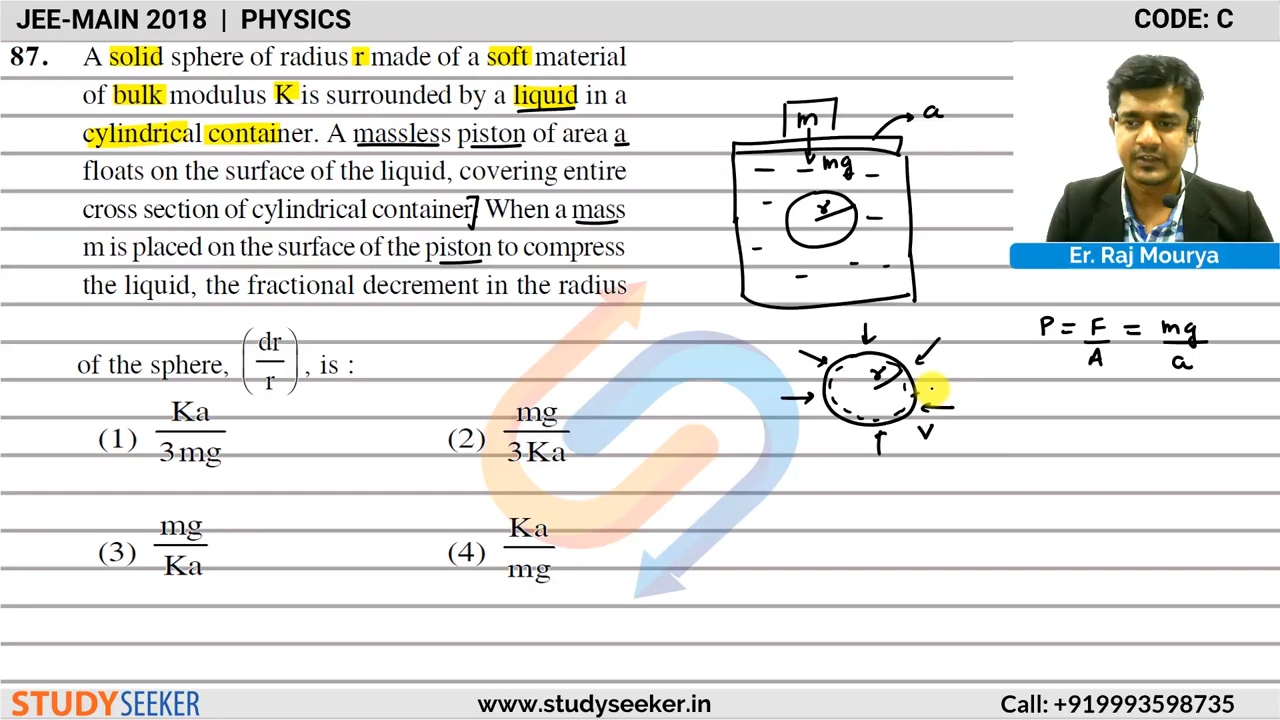 JEE-MAIN 2018 | PHYSICS
CODE: C
87. A solid sphere of radius r made of a soft material
of bulk modulus K is surrounded by a liquid in a
cylindrical container. A massless piston of area a
floats on the surface of the liquid, covering entire
cross section of cylindrical container. When a mass
m is placed on the surface of the piston to compress
the liquid, the fractional decrement in the radius
of the sphere, (dr/r), is :
(1) Ka/3mg
(2) mg/3Ka
(3) mg/Ka
(4) Ka/mg
m
a
mg
r
r
V
P = F/A = mg/a
Er. Raj Mourya
STUDYSEEKER
www.studyseeker.in
Call: +919993598735